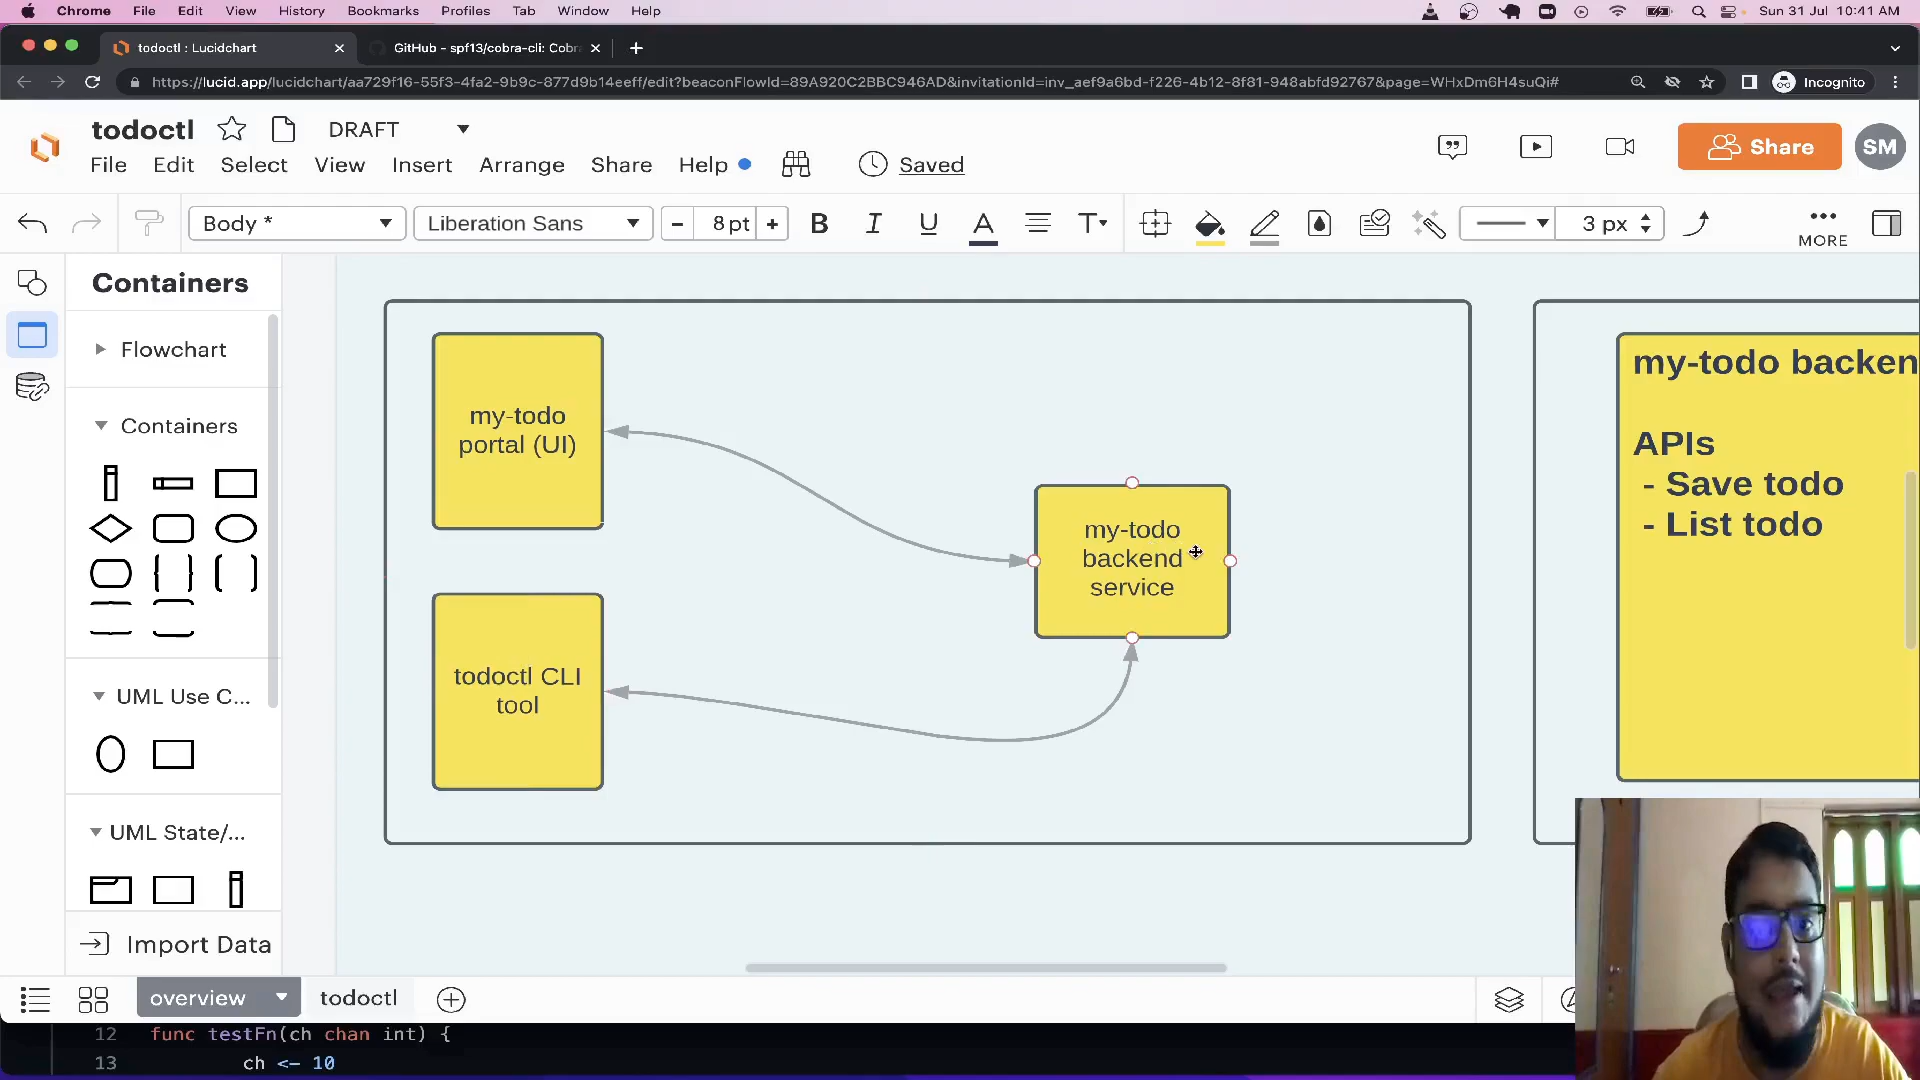 Chrome File Edit View History Bookmarks Profiles Tab Window Help Sun 31 Jul 10:41 AM
todoctl : Lucidchart
GitHub - spf13/cobra-cli: Cobr
https://lucid.app/lucidchart/aa729f16-55f3-4fa2-9b9c-877d9b14eeff/edit?beaconFlowId=89A920C2BBC946AD&invitationId=inv_aef9a6bd-f226-4b12-8f81-948abfd92767&page=WHxDm6H4suQi# Incognito
todoctl DRAFT
File Edit Select View Insert Arrange Share Help Saved
Share SM
Body * Liberation Sans - 8 pt + B I U A T 3 px MORE
Containers
Flowchart
Containers
UML Use C...
UML State/...
Import Data
my-todo
portal (UI)
my-todo
backend
service
todoctl CLI
tool
my-todo backen
APIs
- Save todo
- List todo
overview todoctl
12 func testFn(ch chan int) {
13 ch <- 10